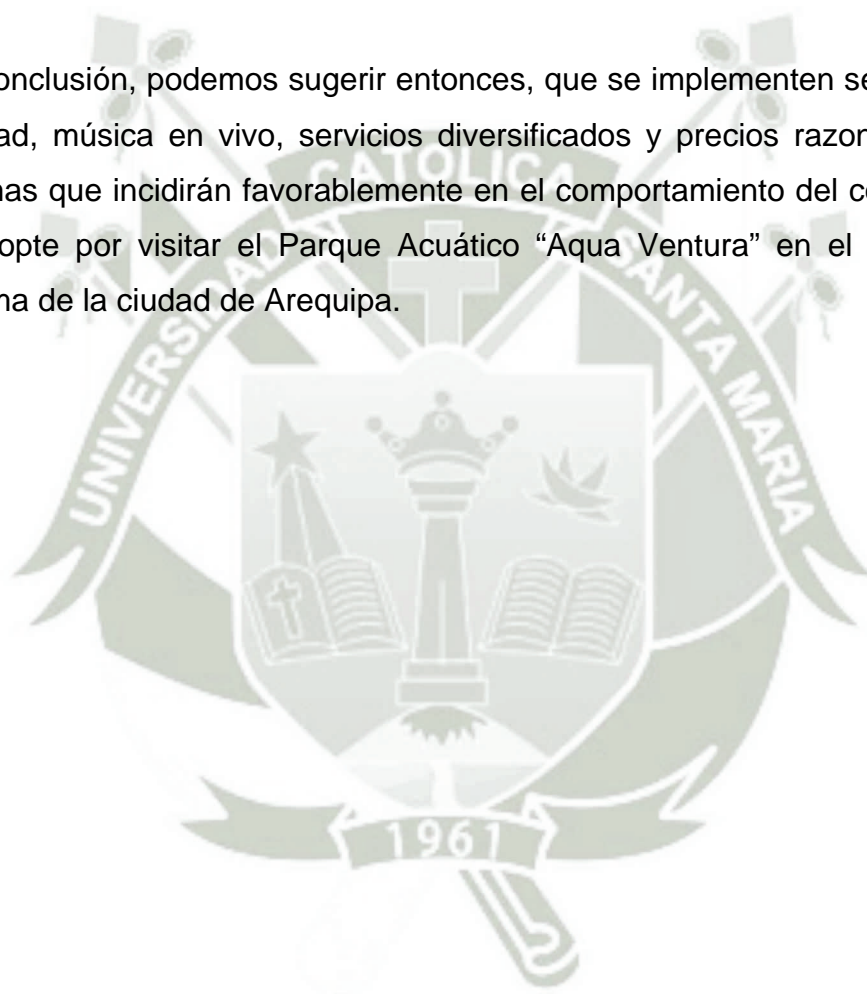 onclusión, podemos sugerir entonces, que se implementen se
ad, música en vivo, servicios diversificados y precios razon
nas que incidirán favorablemente en el comportamiento del c
opte por visitar el Parque Acuático “Aqua Ventura” en el
ma de la ciudad de Arequipa.
UNIVERSIDAD CATOLICA SANTA MARIA
1961